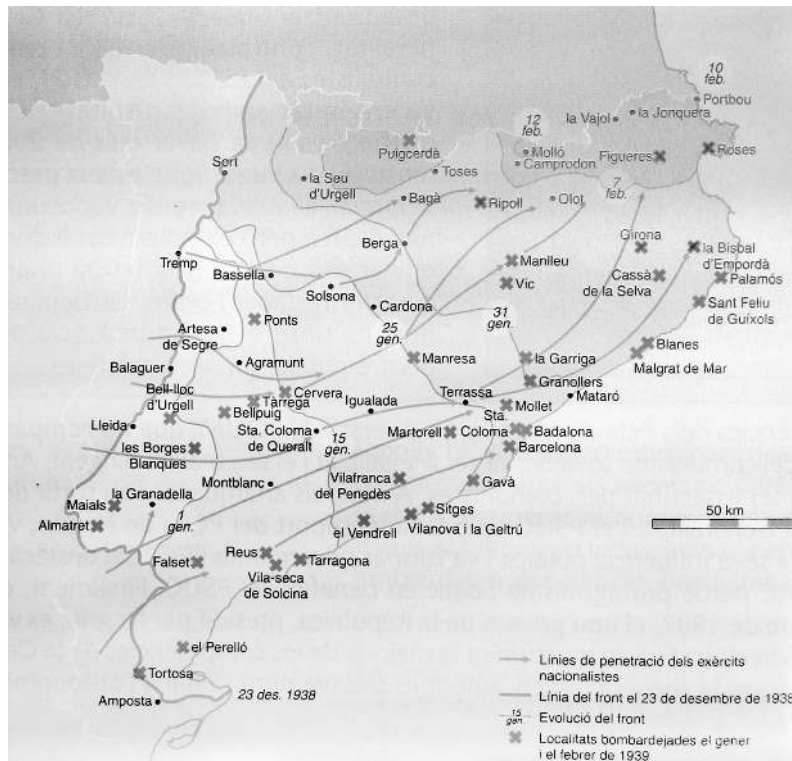 10
feb.
Portbou
la Jonquera
la Vajol
12
feb.
Molló
Camprodon
Puigcerdà
Figueres
Roses
Toses
Sort
la Seu
d'Urgell
Bagà
Ripoll
Olot
7
feb.
Berga
Girona
la Bisbal
d'Empordà
Tremp
Manlleu
Bassella
Vic
Cassà
de la Selva
Palamós
Solsona
Cardona
Sant Feliu
de Guíxols
31
gen.
Ponts
25
gen.
Artesa
de Segre
Blanes
Manresa
la Garriga
Malgrat de Mar
Agramunt
Balaguer
Granollers
Bell-lloc
d'Urgell
Cervera
Tàrrega
Igualada
Terrassa
Mataró
Mollet
Bellpuig
Lleida
Sta. Coloma
de Queralt
Martorell
Sta.
Coloma
Badalona
15
gen.
Barcelona
les Borges
Blanques
Montblanc
Vilafranca
del Penedès
Gavà
la Granadella
Maials
1
gen.
Sitges
Almatret
el Vendrell
Vilanova i la Geltrú
50 km
Reus
Falset
Tarragona
Vila-seca
de Solcina
el Perelló
Tortosa
Amposta
23 des. 1938
Línies de penetració dels exèrcits
nacionalistes
Línia del front el 23 de desembre de 1938
15
gen.
Evolució del front
Localitats bombardejades el gener
i el febrer de 1939